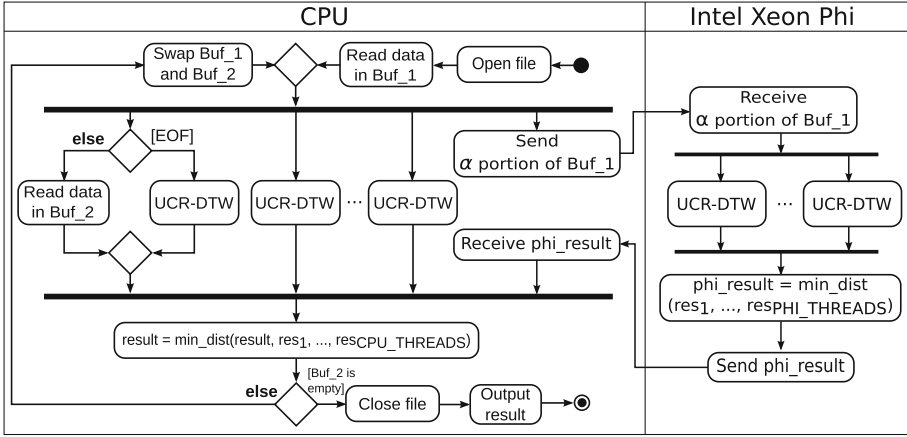 CPU
Intel Xeon Phi
Swap Buf_1
and Buf_2
Read data
in Buf_1
Open file
else
[EOF]
Send
α portion of Buf_1
Receive
α portion of Buf_1
Read data
in Buf_2
UCR-DTW
UCR-DTW
...
UCR-DTW
UCR-DTW
...
UCR-DTW
Receive phi_result
phi_result = min_dist
(res1, ..., resPHI_THREADS)
result = min_dist(result, res1, ..., resCPU_THREADS)
Send phi_result
else
[Buf_2 is
empty]
Close file
Output
result